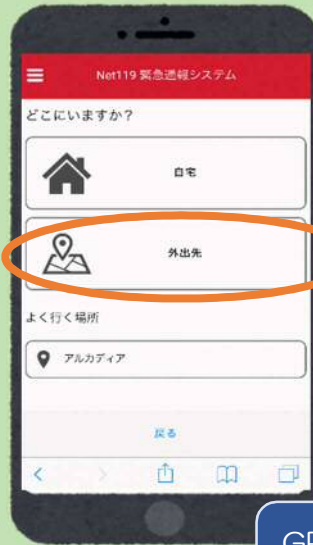 Net119 緊急通報システム
どこにいますか？
自宅
外出先
よく行く場所
アルカディア
戻る